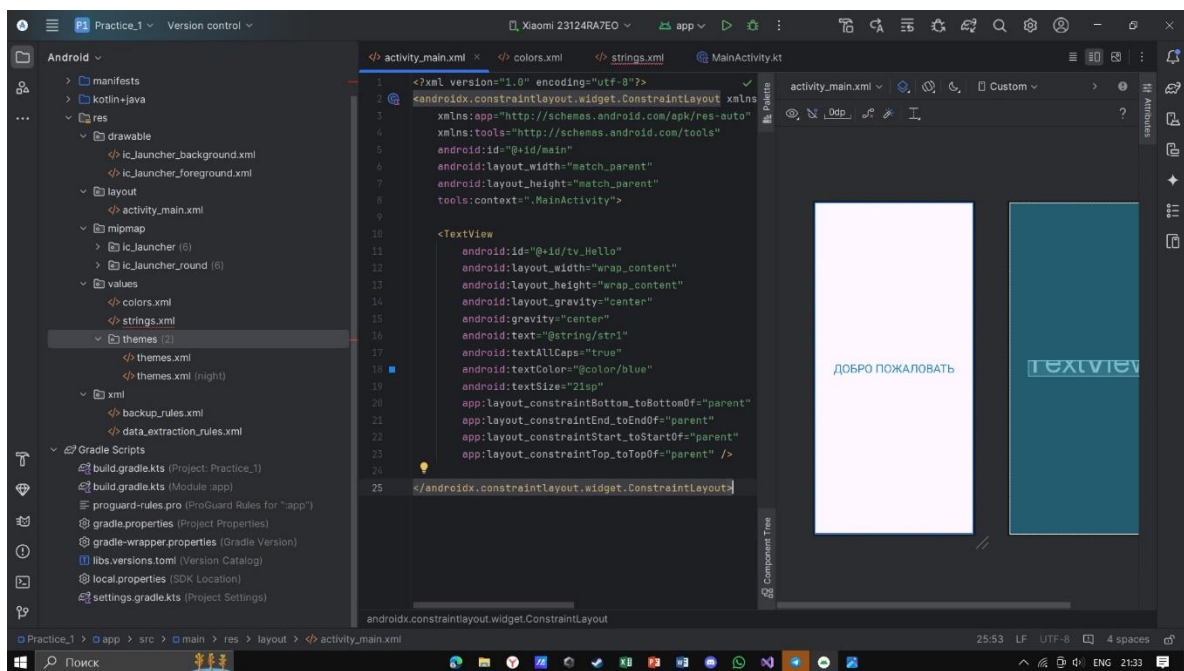 P1 Practice_1 Version control Xiaomi 23124RA7EO app
Android
manifests
kotlin+java
res
drawable
ic_launcher_background.xml
ic_launcher_foreground.xml
layout
activity_main.xml
mipmap
ic_launcher (6)
ic_launcher_round (6)
values
colors.xml
strings.xml
themes (2)
themes.xml
themes.xml (night)
xml
backup_rules.xml
data_extraction_rules.xml
Gradle Scripts
build.gradle.kts (Project: Practice_1)
build.gradle.kts (Module :app)
proguard-rules.pro (ProGuard Rules for ":app")
gradle.properties (Project Properties)
gradle-wrapper.properties (Gradle Version)
libs.versions.toml (Version Catalog)
local.properties (SDK Location)
settings.gradle.kts (Project Settings)
activity_main.xml colors.xml strings.xml MainActivity.kt
1 <?xml version="1.0" encoding="utf-8"?>
2 <androidx.constraintlayout.widget.ConstraintLayout xmlns
3 xmlns:app="http://schemas.android.com/apk/res-auto"
4 xmlns:tools="http://schemas.android.com/tools"
5 android:id="@+id/main"
6 android:layout_width="match_parent"
7 android:layout_height="match_parent"
8 tools:context=".MainActivity">
9
10 <TextView
11 android:id="@+id/tv_Hello"
12 android:layout_width="wrap_content"
13 android:layout_height="wrap_content"
14 android:layout_gravity="center"
15 android:gravity="center"
16 android:text="@string/str1"
17 android:textAllCaps="true"
18 android:textColor="@color/blue"
19 android:textSize="21sp"
20 app:layout_constraintBottom_toBottomOf="parent"
21 app:layout_constraintEnd_toEndOf="parent"
22 app:layout_constraintStart_toStartOf="parent"
23 app:layout_constraintTop_toTopOf="parent" />
24
25 </androidx.constraintlayout.widget.ConstraintLayout>
androidx.constraintlayout.widget.ConstraintLayout
Palette
Component Tree
activity_main.xml Custom
0dp
Attributes
ДОБРО ПОЖАЛОВАТЬ
TextView
Practice_1 > app > src > main > res > layout > activity_main.xml 25:53 LF UTF-8 4 spaces
Поиск ENG 21:33